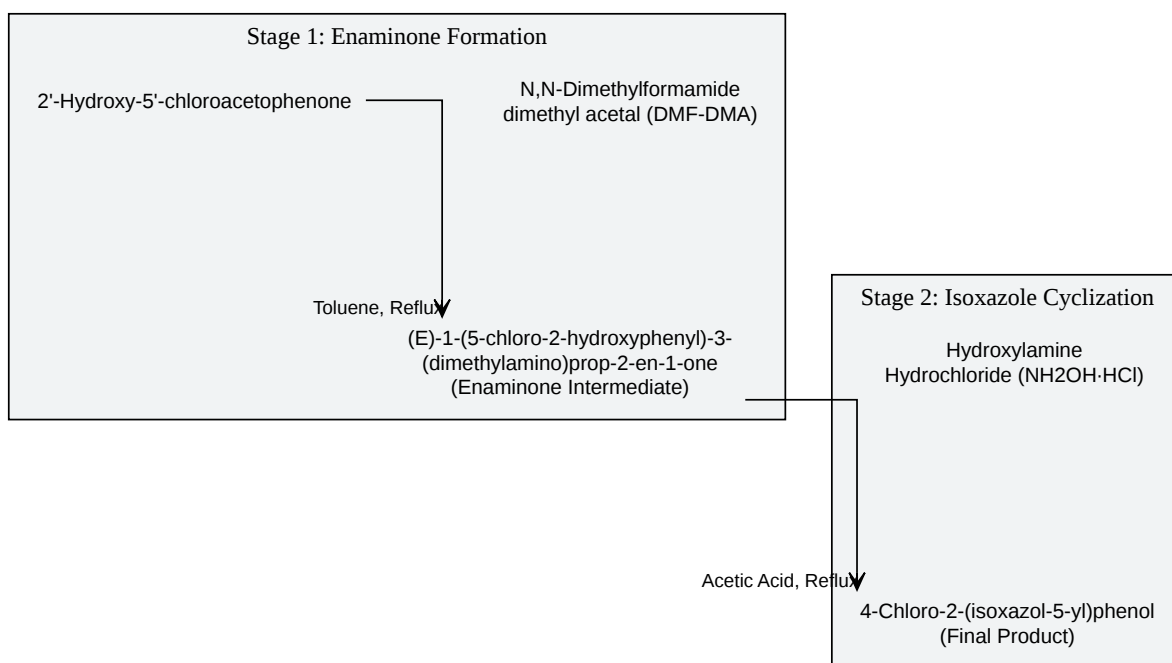 Stage 1: Enaminone Formation
2'-Hydroxy-5'-chloroacetophenone
N,N-Dimethylformamide
dimethyl acetal (DMF-DMA)
Toluene, Reflux
(E)-1-(5-chloro-2-hydroxyphenyl)-3-
(dimethylamino)prop-2-en-1-one
(Enaminone Intermediate)
Stage 2: Isoxazole Cyclization
Hydroxylamine
Hydrochloride (NH2OH·HCl)
Acetic Acid, Reflux
4-Chloro-2-(isoxazol-5-yl)phenol
(Final Product)